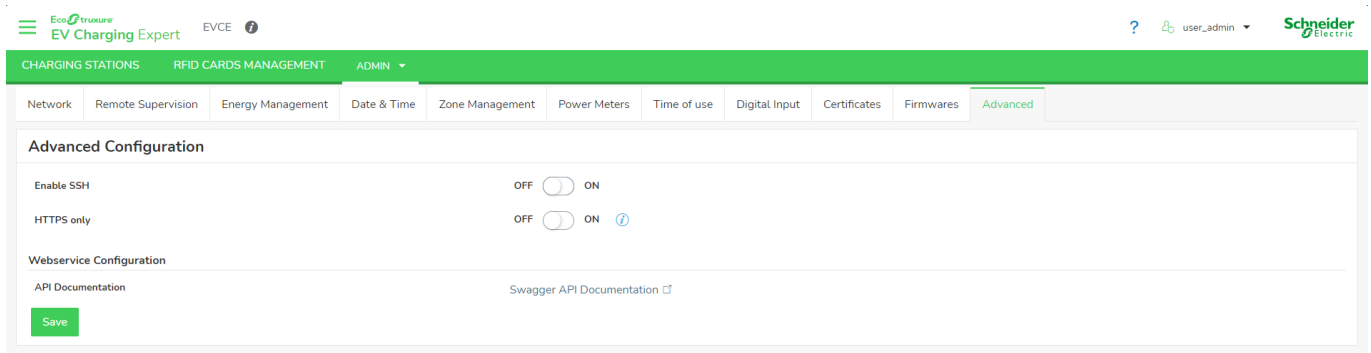 EcoStruxure
EV Charging Expert
EVCE
? user_admin
Schneider
Electric
CHARGING STATIONS RFID CARDS MANAGEMENT ADMIN
Network Remote Supervision Energy Management Date & Time Zone Management Power Meters Time of use Digital Input Certificates Firmwares Advanced
Advanced Configuration
Enable SSH OFF ON
HTTPS only OFF ON
Webservice Configuration
API Documentation Swagger API Documentation
Save